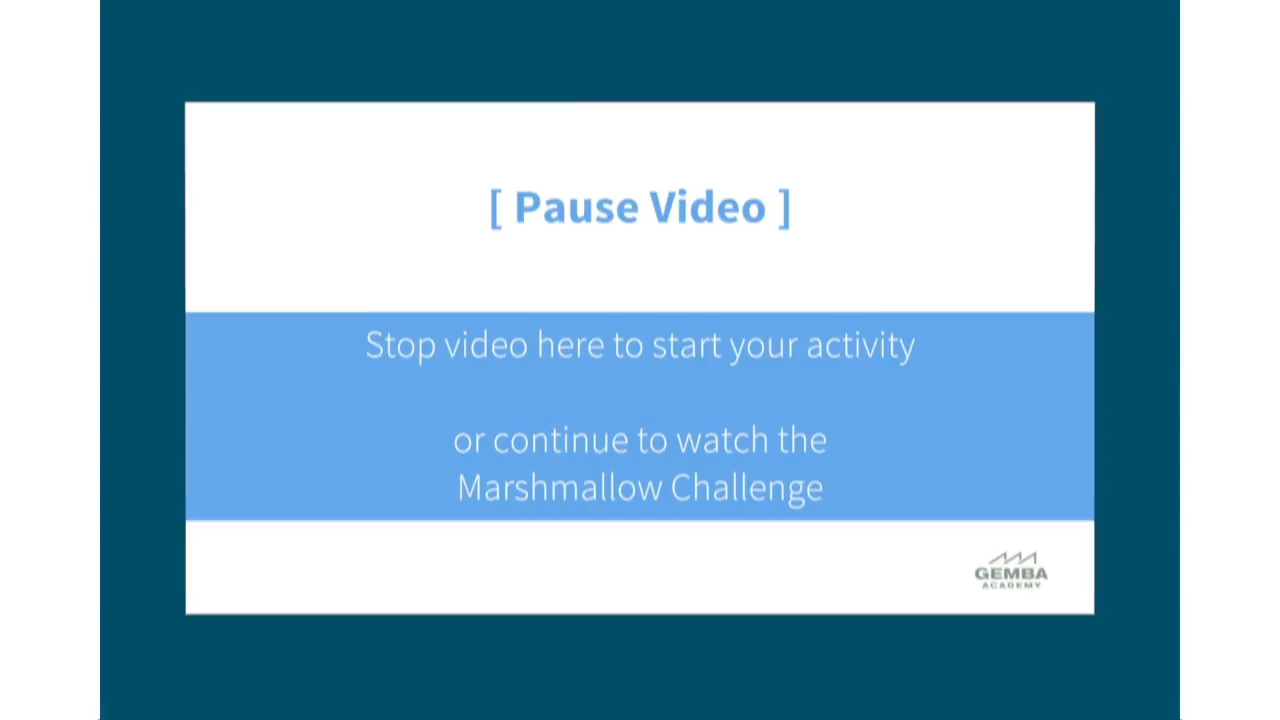 [ Pause Video ]
Stop video here to start your activity
or continue to watch the
Marshmallow Challenge
GEMBA
ACADEMY